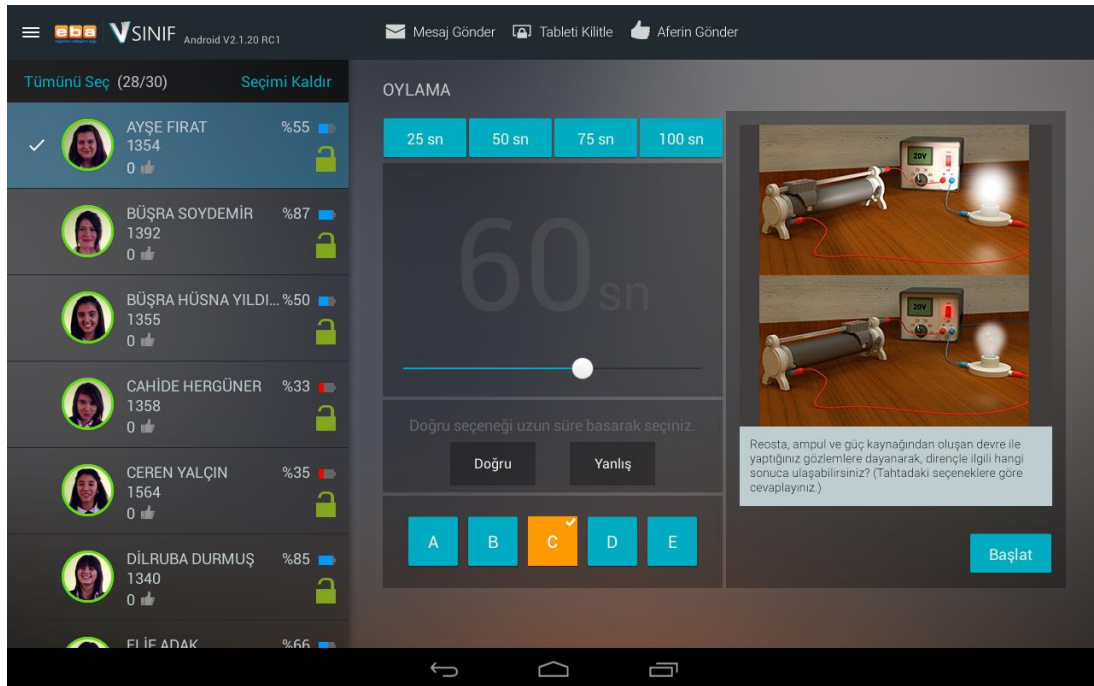 eba VSINIF Android V2.1.20 RC1
Mesaj Gönder Tableti Kilitle Aferin Gönder
Tümünü Seç (28/30) Seçimi Kaldır
AYŞE FIRAT %55
1354
0
BÜŞRA SOYDEMİR %87
1392
0
BÜŞRA HÜSNA YILDI... %50
1355
0
CAHİDE HERGÜNER %33
1358
0
CEREN YALÇIN %35
1564
0
DİLRUBA DURMUŞ %85
1340
0
ELİF ADAK %66
OYLAMA
25 sn 50 sn 75 sn 100 sn
60 sn
Doğru seçeneği uzun süre basarak seçiniz.
Doğru Yanlış
A B C D E
20V
20V
Reosta, ampul ve güç kaynağından oluşan devre ile
yaptığınız gözlemlere dayanarak, dirençle ilgili hangi
sonuca ulaşabilirsiniz? (Tahtadaki seçeneklere göre
cevaplayınız.)
Başlat